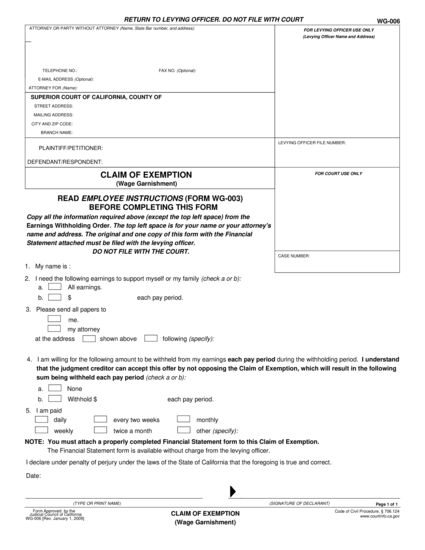 RETURN TO LEVYING OFFICER. DO NOT FILE WITH COURT
WG-006
ATTORNEY OR PARTY WITHOUT ATTORNEY (Name, State Bar number, and address):
FOR LEVYING OFFICER USE ONLY
(Levying Officer Name and Address)
TELEPHONE NO.:
FAX NO. (Optional):
E-MAIL ADDRESS (Optional):
ATTORNEY FOR (Name):
SUPERIOR COURT OF CALIFORNIA, COUNTY OF
STREET ADDRESS:
MAILING ADDRESS:
CITY AND ZIP CODE:
BRANCH NAME:
PLAINTIFF/PETITIONER:
DEFENDANT/RESPONDENT:
LEVYING OFFICER FILE NUMBER:
CLAIM OF EXEMPTION
(Wage Garnishment)
FOR COURT USE ONLY
READ EMPLOYEE INSTRUCTIONS (FORM WG-003)
BEFORE COMPLETING THIS FORM
Copy all the information required above (except the top left space) from the
Earnings Withholding Order. The top left space is for your name or your attorney's
name and address. The original and one copy of this form with the Financial
Statement attached must be filed with the levying officer.
DO NOT FILE WITH THE COURT.
CASE NUMBER:
1. My name is :
2. I need the following earnings to support myself or my family (check a or b):
a. All earnings.
b. $ each pay period.
3. Please send all papers to
me.
my attorney
at the address shown above following (specify):
4. I am willing for the following amount to be withheld from my earnings each pay period during the withholding period. I understand
that the judgment creditor can accept this offer by not opposing the Claim of Exemption, which will result in the following
sum being withheld each pay period (check a or b):
a. None
b. Withhold $ each pay period.
5. I am paid
daily every two weeks monthly
weekly twice a month other (specify):
NOTE: You must attach a properly completed Financial Statement form to this Claim of Exemption.
The Financial Statement form is available without charge from the levying officer.
I declare under penalty of perjury under the laws of the State of California that the foregoing is true and correct.
Date:
(TYPE OR PRINT NAME)
(SIGNATURE OF DECLARANT)
Page 1 of 1
Form Approved by the
Judicial Council of California
WG-006 [Rev. January 1, 2009]
CLAIM OF EXEMPTION
(Wage Garnishment)
Code of Civil Procedure, § 706.124
www.courtinfo.ca.gov